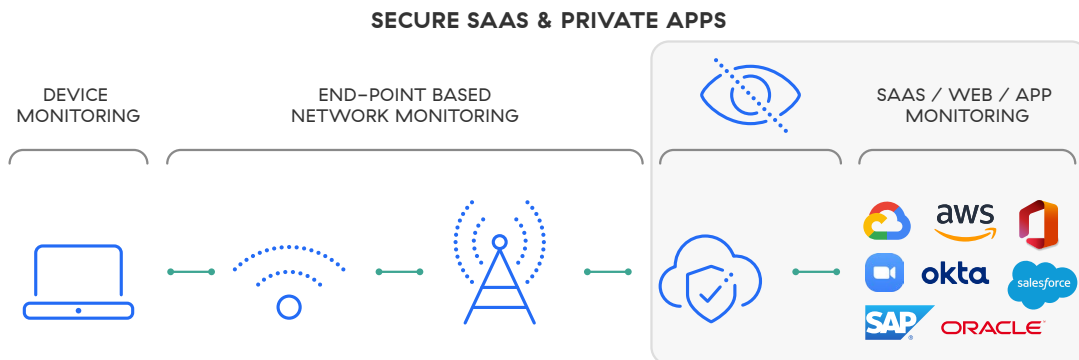 SECURE SAAS & PRIVATE APPS
DEVICE
MONITORING
END-POINT BASED
NETWORK MONITORING
SAAS / WEB / APP
MONITORING
aws
okta
salesforce
SAP
ORACLE